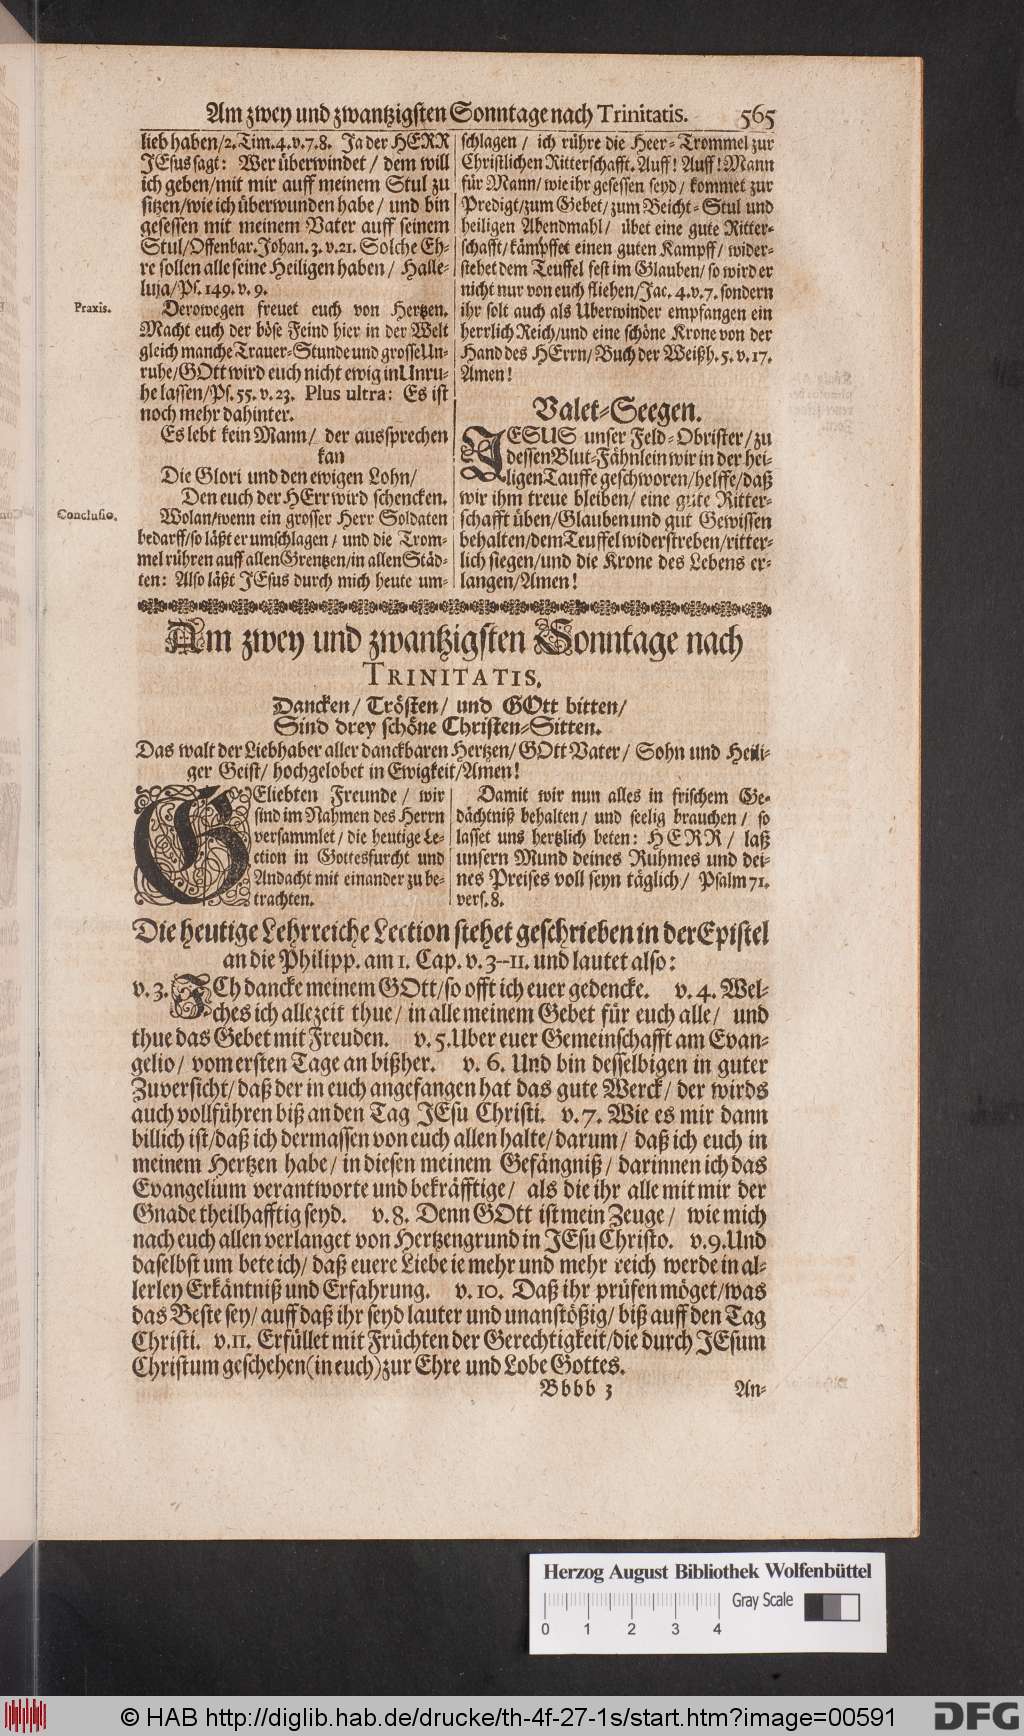 Am zwey und zwantzigsten Sonntage nach Trinitatis. 565
lieb haben/2. Tim. 4. v. 7. 8. Ja der HERR
JEsus sagt: Wer überwindet / dem will
ich geben/mit mir auff meinem Stul zu
sitzen/wie ich überwunden habe / und bin
gesessen mit meinem Vater auff seinem
Stul/Offenbar. Johan. 3. v. 21. Solche Eh-
re sollen alle seine Heiligen haben / Halle-
luja/Ps. 149. v. 9.
Praxis.
Derowegen freuet euch von Hertzen.
Macht euch der böse Feind hier in der Welt
gleich manche Trauer-Stunde und grosse Un-
ruhe/GOtt wird euch nicht ewig in Unru-
he lassen/Ps. 55. v. 23. Plus ultra: Es ist
noch mehr dahinter.
Es lebt kein Mann/ der aussprechen
kan
Die Glori und den ewigen Lohn/
Den euch der HErr wird schencken.
Conclusio.
Wolan/wenn ein grosser Herr Soldaten
bedarff/so läßt er umschlagen / und die Trom-
mel rühren auff allen Grentzen/in allen Städ-
ten: Also läßt JEsus durch mich heute um-
schlagen / ich rühre die Heer-Trommel zur
Christlichen Ritterschafft. Auff! Auff! Mann
für Mann/ wie ihr gesessen seyd/ kommet zur
Predigt/zum Gebet/zum Beicht-Stul und
heiligen Abendmahl/ übet eine gute Ritter-
schafft/kämpffet einen guten Kampff/ wider-
stehet dem Teuffel fest im Glauben/so wird er
nicht nur von euch fliehen/Jac. 4. v. 7. sondern
ihr solt auch als Uberwinder empfangen ein
herrlich Reich/und eine schöne Krone von der
Hand des HErrn/Buch der Weißh. 5. v. 17.
Amen!
Valet-Seegen.
JESUS unser Feld-Obrister/zu
dessen Blut-Fähnlein wir in der hei-
ligen Tauffe geschworen/helffe/daß
wir ihm treue bleiben/ eine gute Ritter-
schafft üben/Glauben und gut Gewissen
behalten/dem Teuffel widerstreben/ritter-
lich siegen/und die Krone des Lebens er-
langen/Amen!
Am zwey und zwantzigsten Sonntage nach
TRINITATIS.
Dancken/ Trösten/ und GOtt bitten/
Sind drey schöne Christen-Sitten.
Das walt der Liebhaber aller danckbaren Hertzen/ GOtt Vater/ Sohn und Heili-
ger Geist/ hochgelobet in Ewigkeit/Amen!
GEliebten Freunde / wir
sind im Nahmen des Herrn
versammlet / die heutige Le-
ction in Gottesfurcht und
Andacht mit einander zu be-
trachten.
Damit wir nun alles in frischem Ge-
dächtniß behalten/ und seelig brauchen/ so
lasset uns hertzlich beten: HERR/ laß
unsern Mund deines Ruhmes und dei-
nes Preises voll seyn täglich/ Psalm 71.
vers. 8.
Die heutige Lehrreiche Lection stehet geschrieben in der Epistel
an die Philipp. am 1. Cap. v. 3--11. und lautet also:
v. 3. JCh dancke meinem GOtt/so offt ich euer gedencke. v. 4. Wel-
ches ich allezeit thue/ in alle meinem Gebet für euch alle/ und
thue das Gebet mit Freuden. v. 5. Uber euer Gemeinschafft am Evan-
gelio/ vom ersten Tage an bißher. v. 6. Und bin desselbigen in guter
Zuversicht/daß der in euch angefangen hat das gute Werck/ der wirds
auch vollführen biß an den Tag JEsu Christi. v. 7. Wie es mir dann
billich ist/daß ich dermassen von euch allen halte/darum/ daß ich euch in
meinem Hertzen habe/ in diesen meinem Gefängniß/ darinnen ich das
Evangelium verantworte und bekräfftige/ als die ihr alle mit mir der
Gnade theilhafftig seyd. v. 8. Denn GOtt ist mein Zeuge/ wie mich
nach euch allen verlanget von Hertzengrund in JEsu Christo. v. 9. Und
daselbst um bete ich/ daß euere Liebe ie mehr und mehr reich werde in al-
lerley Erkäntniß und Erfahrung. v. 10. Daß ihr prüfen möget/was
das Beste sey/ auff daß ihr seyd lauter und unanstößig/ biß auff den Tag
Christi. v. 11. Erfüllet mit Früchten der Gerechtigkeit/die durch JEsum
Christum geschehen (in euch) zur Ehre und Lobe Gottes.
Bbbb 3 An-
Herzog August Bibliothek Wolfenbüttel
Gray Scale
0 1 2 3 4
© HAB http://diglib.hab.de/drucke/th-4f-27-1s/start.htm?image=00591
DFG